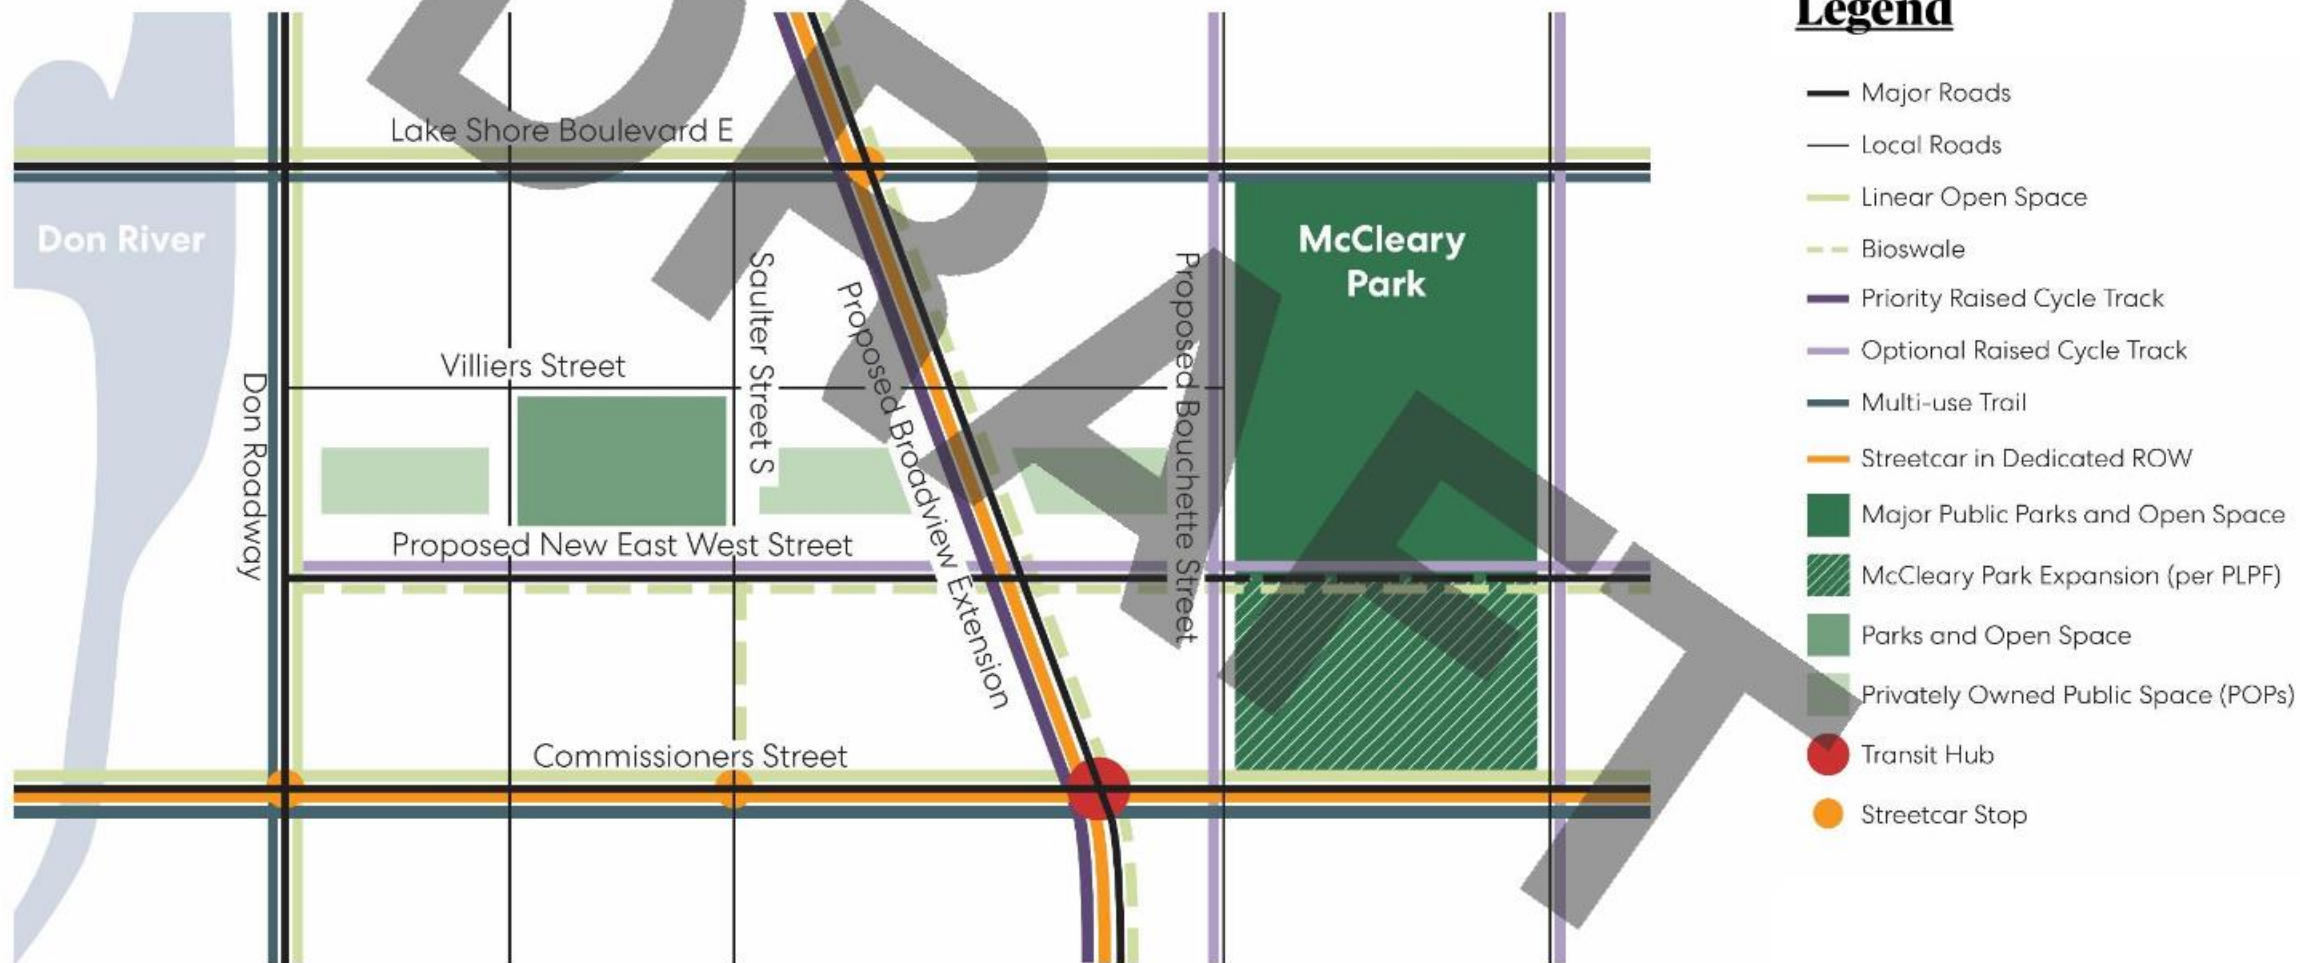 Legend
Major Roads
Local Roads
Linear Open Space
Bioswale
Priority Raised Cycle Track
Optional Raised Cycle Track
Multi-use Trail
Streetcar in Dedicated ROW
Major Public Parks and Open Space
McCleary Park Expansion (per PLPF)
Parks and Open Space
Privately Owned Public Space (POPs)
Transit Hub
Streetcar Stop
Lake Shore Boulevard E
Don River
McCleary
Park
Saulter Street S
Proposed Broadview Extension
Proposed Bouchette Street
Villiers Street
Don Roadway
Proposed New East West Street
Commissioners Street
DRAFT